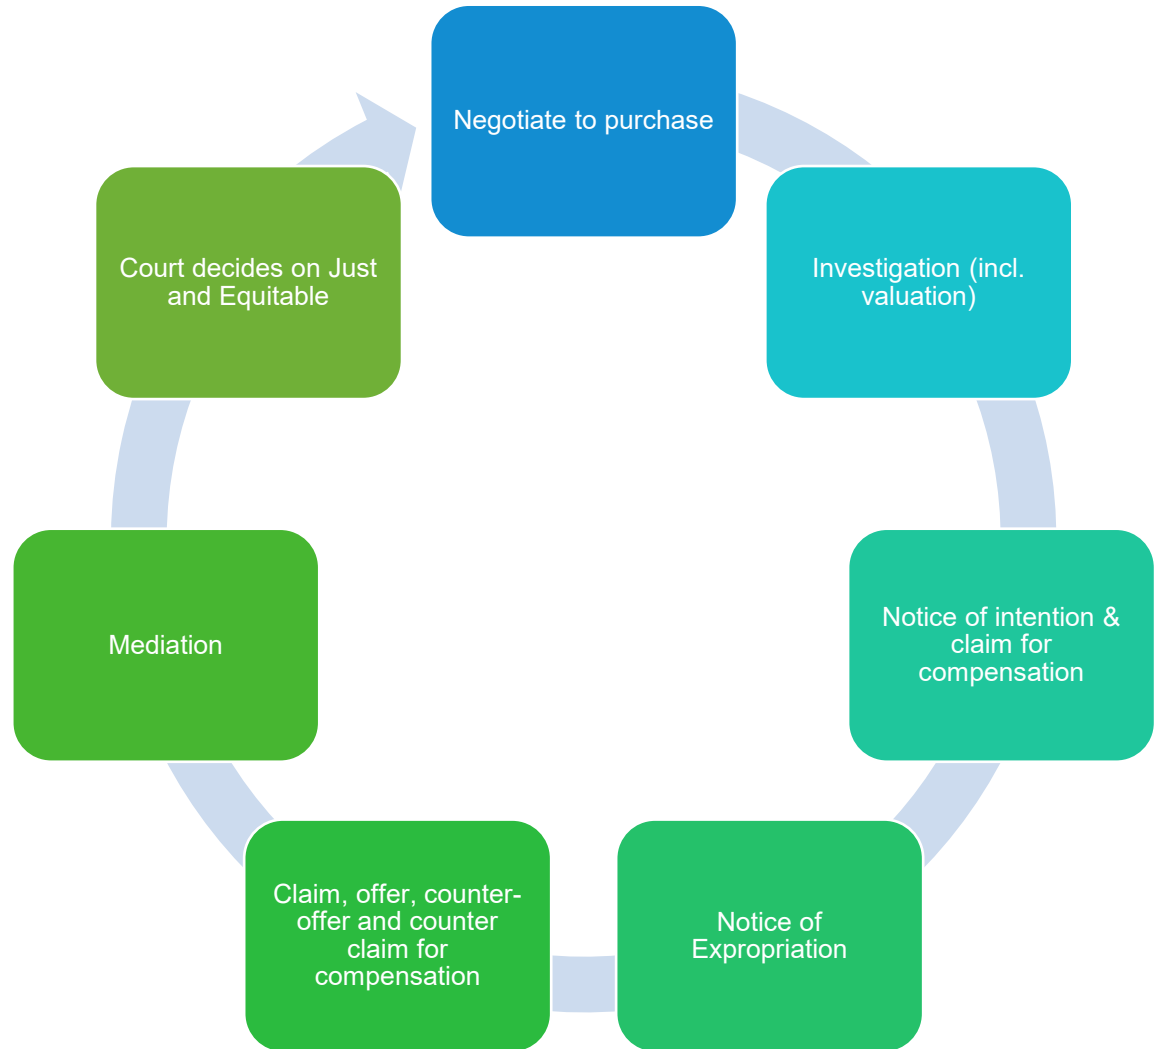 Negotiate to purchase
Investigation (incl.
valuation)
Notice of intention &
claim for
compensation
Notice of
Expropriation
Claim, offer, counter-
offer and counter
claim for
compensation
Mediation
Court decides on Just
and Equitable